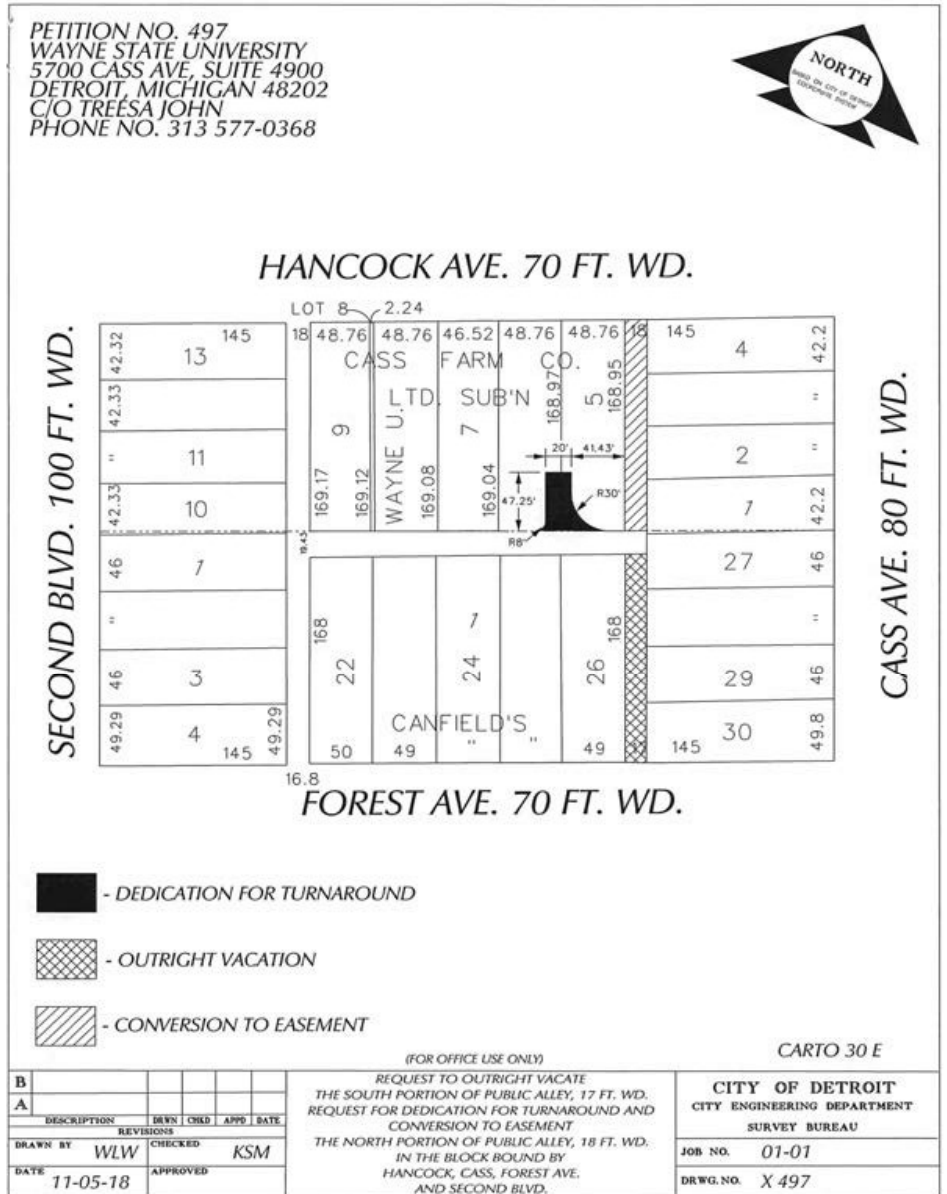 PETITION NO. 497
WAYNE STATE UNIVERSITY
5700 CASS AVE, SUITE 4900
DETROIT, MICHIGAN 48202
C/O TREESA JOHN
PHONE NO. 313 577-0368
NORTH
BASED ON CITY OF DETROIT
COORDINATE SYSTEM
HANCOCK AVE. 70 FT. WD.
SECOND BLVD. 100 FT. WD.
CASS AVE. 80 FT. WD.
LOT 8 2.24
42.32 13 145 18 48.76 48.76 46.52 48.76 48.76 18 145 4 42.2
CASS FARM CO.
LTD. SUB'N
42.33 "
9 WAYNE U. 7 168.97 5 168.95
" 11 2 "
20' 41.43'
42.33 10 169.17 169.12 169.08 169.04 47.25' R30' 1 42.2
R8'
19.43
46 1 27 46
" "
168 1 168
46 3 22 24 26 29 46
49.29 4 145 49.29 CANFIELD'S 30 49.8
50 49 " " 49 17 145
16.8
FOREST AVE. 70 FT. WD.
- DEDICATION FOR TURNAROUND
- OUTRIGHT VACATION
- CONVERSION TO EASEMENT
CARTO 30 E
(FOR OFFICE USE ONLY)
B
A
DESCRIPTION DRWN CHKD APPD DATE
REVISIONS
DRAWN BY WLW CHECKED KSM
DATE 11-05-18 APPROVED
REQUEST TO OUTRIGHT VACATE
THE SOUTH PORTION OF PUBLIC ALLEY, 17 FT. WD.
REQUEST FOR DEDICATION FOR TURNAROUND AND
CONVERSION TO EASEMENT
THE NORTH PORTION OF PUBLIC ALLEY, 18 FT. WD.
IN THE BLOCK BOUND BY
HANCOCK, CASS, FOREST AVE.
AND SECOND BLVD.
CITY OF DETROIT
CITY ENGINEERING DEPARTMENT
SURVEY BUREAU
JOB NO. 01-01
DRWG. NO. X 497